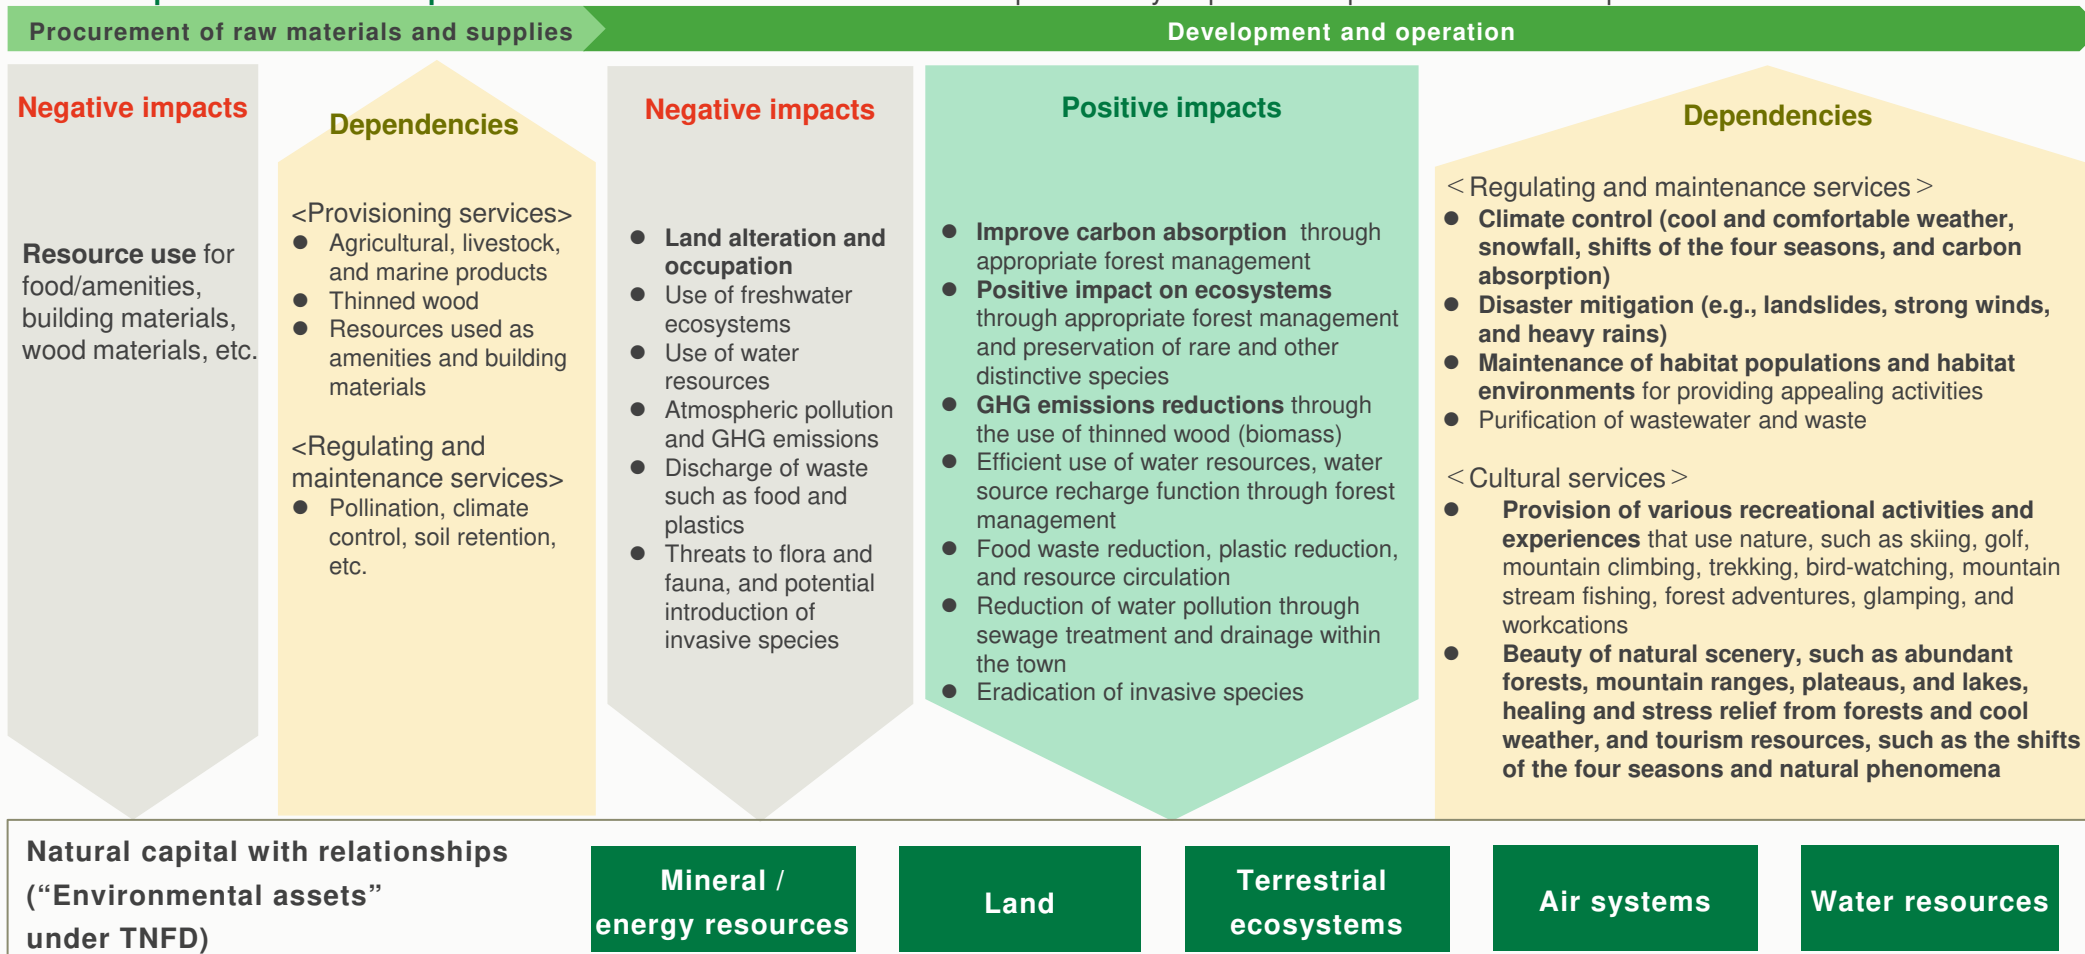 Procurement of raw materials and supplies
Development and operation
Negative impacts
Resource use for
food/amenities,
building materials,
wood materials, etc.
Dependencies
<Provisioning services>
● Agricultural, livestock,
and marine products
● Thinned wood
● Resources used as
amenities and building
materials
<Regulating and
maintenance services>
● Pollination, climate
control, soil retention,
etc.
Negative impacts
● Land alteration and
occupation
● Use of freshwater
ecosystems
● Use of water
resources
● Atmospheric pollution
and GHG emissions
● Discharge of waste
such as food and
plastics
● Threats to flora and
fauna, and potential
introduction of
invasive species
Positive impacts
● Improve carbon absorption through
appropriate forest management
● Positive impact on ecosystems
through appropriate forest management
and preservation of rare and other
distinctive species
● GHG emissions reductions through
the use of thinned wood (biomass)
● Efficient use of water resources, water
source recharge function through forest
management
● Food waste reduction, plastic reduction,
and resource circulation
● Reduction of water pollution through
sewage treatment and drainage within
the town
● Eradication of invasive species
Dependencies
＜Regulating and maintenance services＞
● Climate control (cool and comfortable weather,
snowfall, shifts of the four seasons, and carbon
absorption)
● Disaster mitigation (e.g., landslides, strong winds,
and heavy rains)
● Maintenance of habitat populations and habitat
environments for providing appealing activities
● Purification of wastewater and waste
＜Cultural services＞
● Provision of various recreational activities and
experiences that use nature, such as skiing, golf,
mountain climbing, trekking, bird-watching, mountain
stream fishing, forest adventures, glamping, and
workcations
● Beauty of natural scenery, such as abundant
forests, mountain ranges, plateaus, and lakes,
healing and stress relief from forests and cool
weather, and tourism resources, such as the shifts
of the four seasons and natural phenomena
Natural capital with relationships
(“Environmental assets”
under TNFD)
Mineral /
energy resources
Land
Terrestrial
ecosystems
Air systems
Water resources